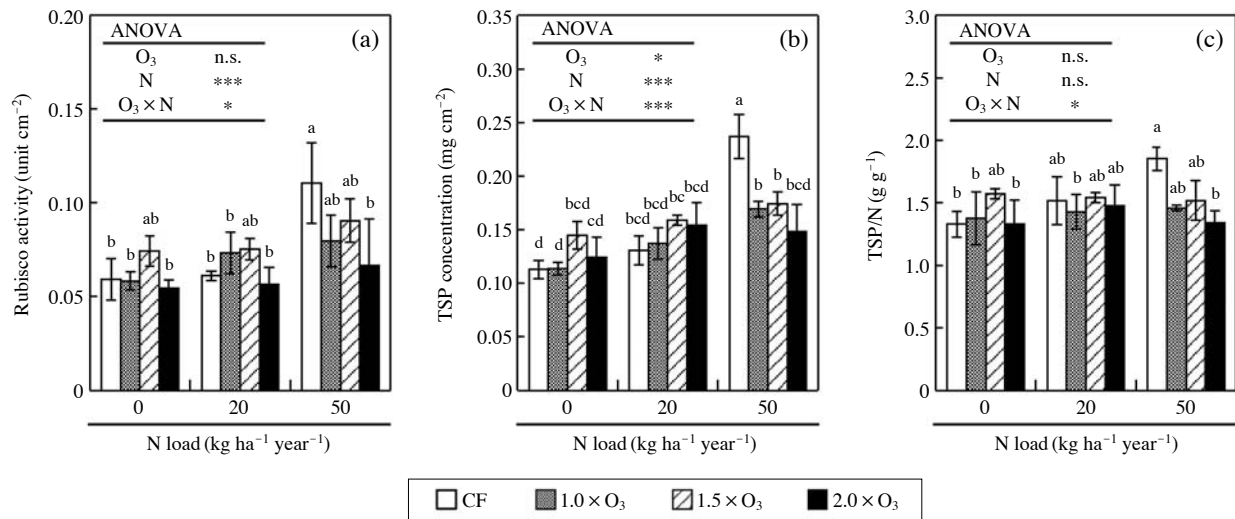 (a)
ANOVA
O₃ n.s.
N ***
O₃ × N *
Rubisco activity (unit cm⁻²)
0.20
0.15
0.10
0.05
0
b b ab b
b b ab b
a ab ab b
0 20 50
N load (kg ha⁻¹ year⁻¹)
(b)
ANOVA
O₃ *
N ***
O₃ × N ***
TSP concentration (mg cm⁻²)
0.35
0.30
0.25
0.20
0.15
0.10
0.05
0
d d bcd cd
bcd bcd bc bcd
a b b bcd
0 20 50
N load (kg ha⁻¹ year⁻¹)
(c)
ANOVA
O₃ n.s.
N n.s.
O₃ × N *
TSP/N (g g⁻¹)
3.0
2.5
2.0
1.5
1.0
0.5
0
b b ab b
ab b ab ab
a ab ab b
0 20 50
N load (kg ha⁻¹ year⁻¹)
CF 1.0 × O₃ 1.5 × O₃ 2.0 × O₃